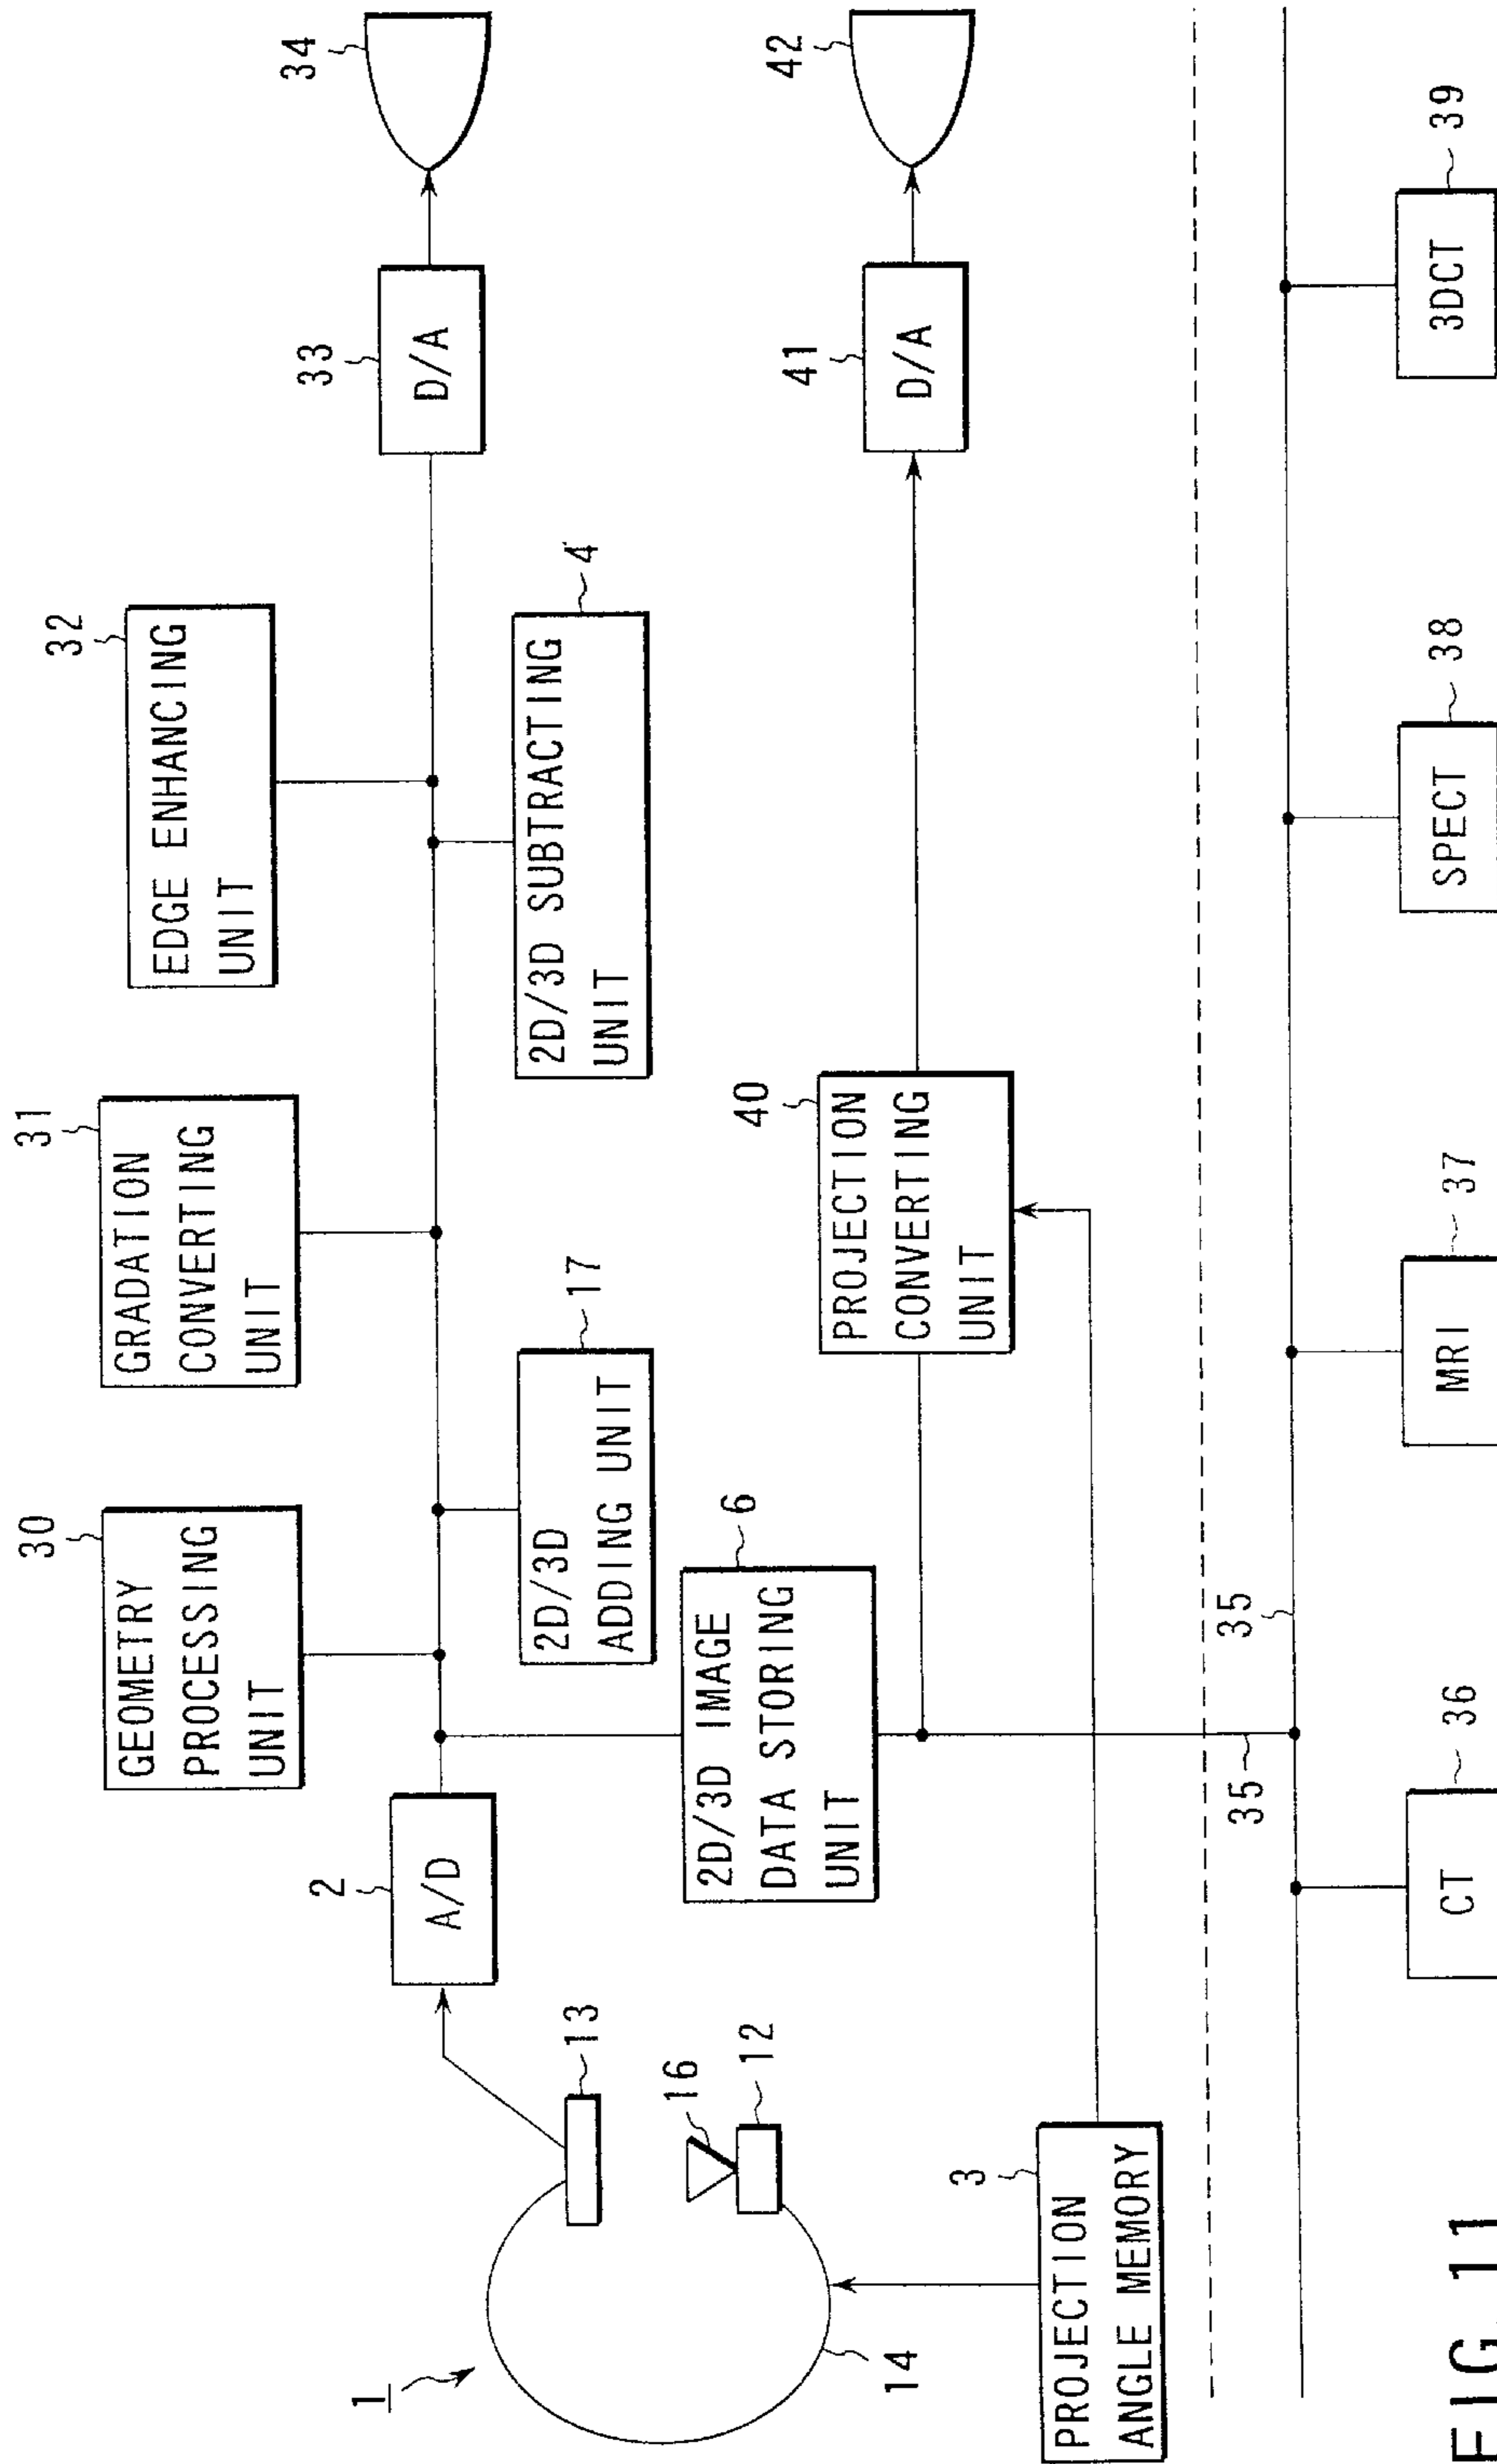 30
GEOMETRY
PROCESSING
UNIT
31
GRADATION
CONVERTING
UNIT
32
EDGE ENHANCING
UNIT
1
14
13
16
12
2
A/D
2D/3D
ADDING UNIT
17
2D/3D SUBTRACTING
UNIT
4
33
D/A
34
2D/3D IMAGE
DATA STORING
UNIT
6
40
PROJECTION
CONVERTING
UNIT
41
D/A
42
3
PROJECTION
ANGLE MEMORY
35
35
CT
36
MRI
37
SPECT
38
3DCT
39
FIG. 11